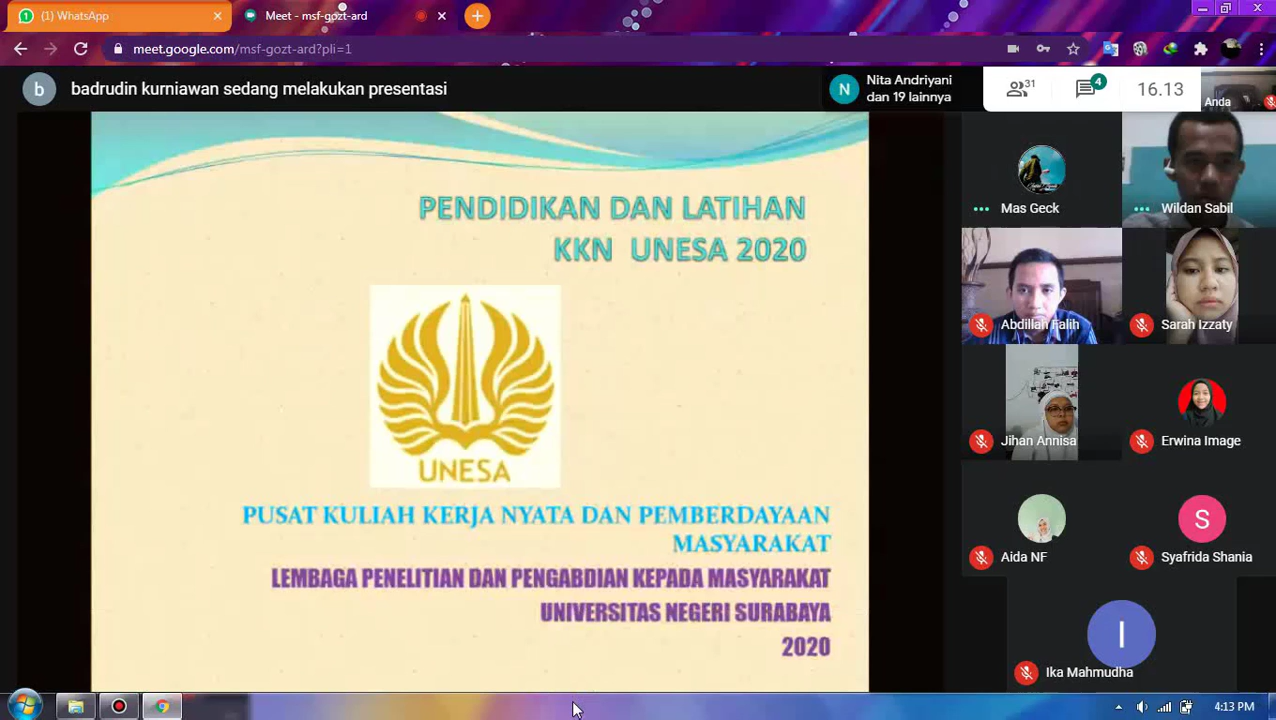 (1) WhatsApp
Meet - msf-gozt-ard
meet.google.com/msf-gozt-ard?pli=1
b
badrudin kurniawan sedang melakukan presentasi
N
Nita Andriyani
dan 19 lainnya
31
4
16.13
Anda
PENDIDIKAN DAN LATIHAN
KKN UNESA 2020
UNESA
PUSAT KULIAH KERJA NYATA DAN PEMBERDAYAAN
MASYARAKAT
LEMBAGA PENELITIAN DAN PENGABDIAN KEPADA MASYARAKAT
UNIVERSITAS NEGERI SURABAYA
2020
Mas Geck
Wildan Sabil
Abdillah Falih
Sarah Izzaty
Jihan Annisa
Erwina Image
Aida NF
S
Syafrida Shania
I
Ika Mahmudha
4:13 PM